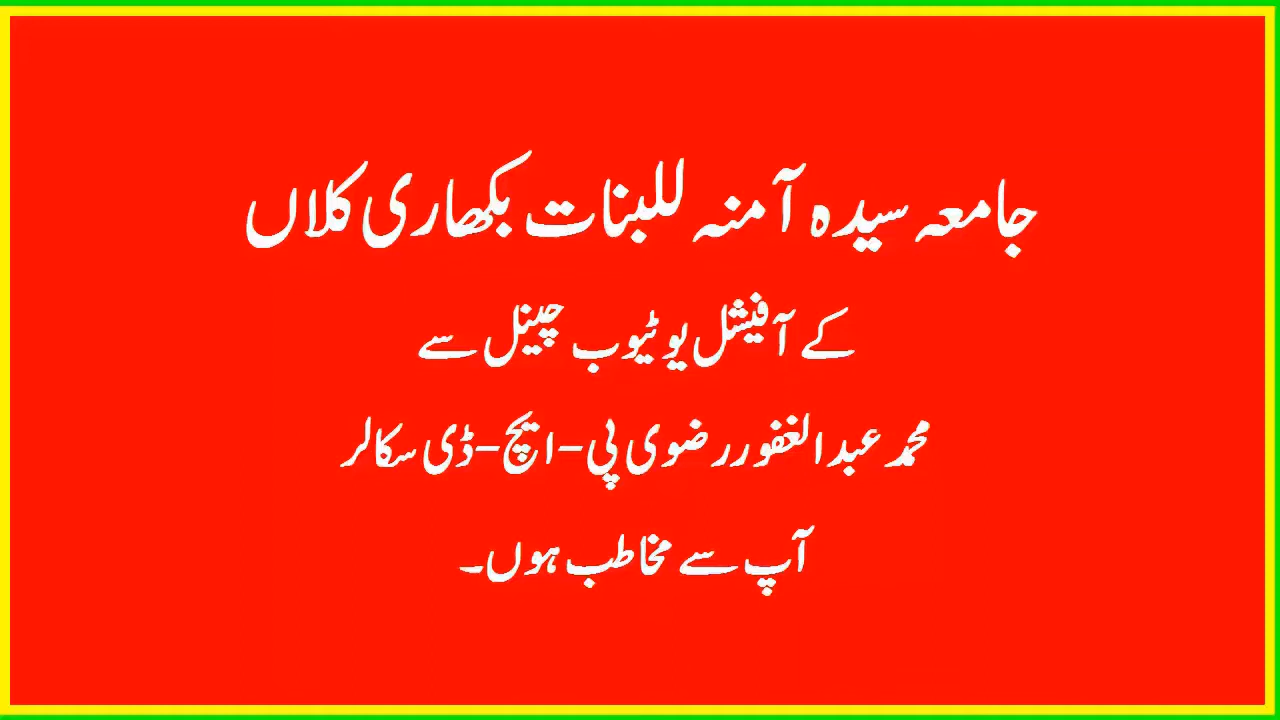 جامعہ سیدہ آمنہ للبنات بکھاری کلاں
کے آفیشل یوٹیوب چینل سے
محمد عبدالغفور رضوی پی-ایچ-ڈی سکالر
آپ سے مخاطب ہوں۔